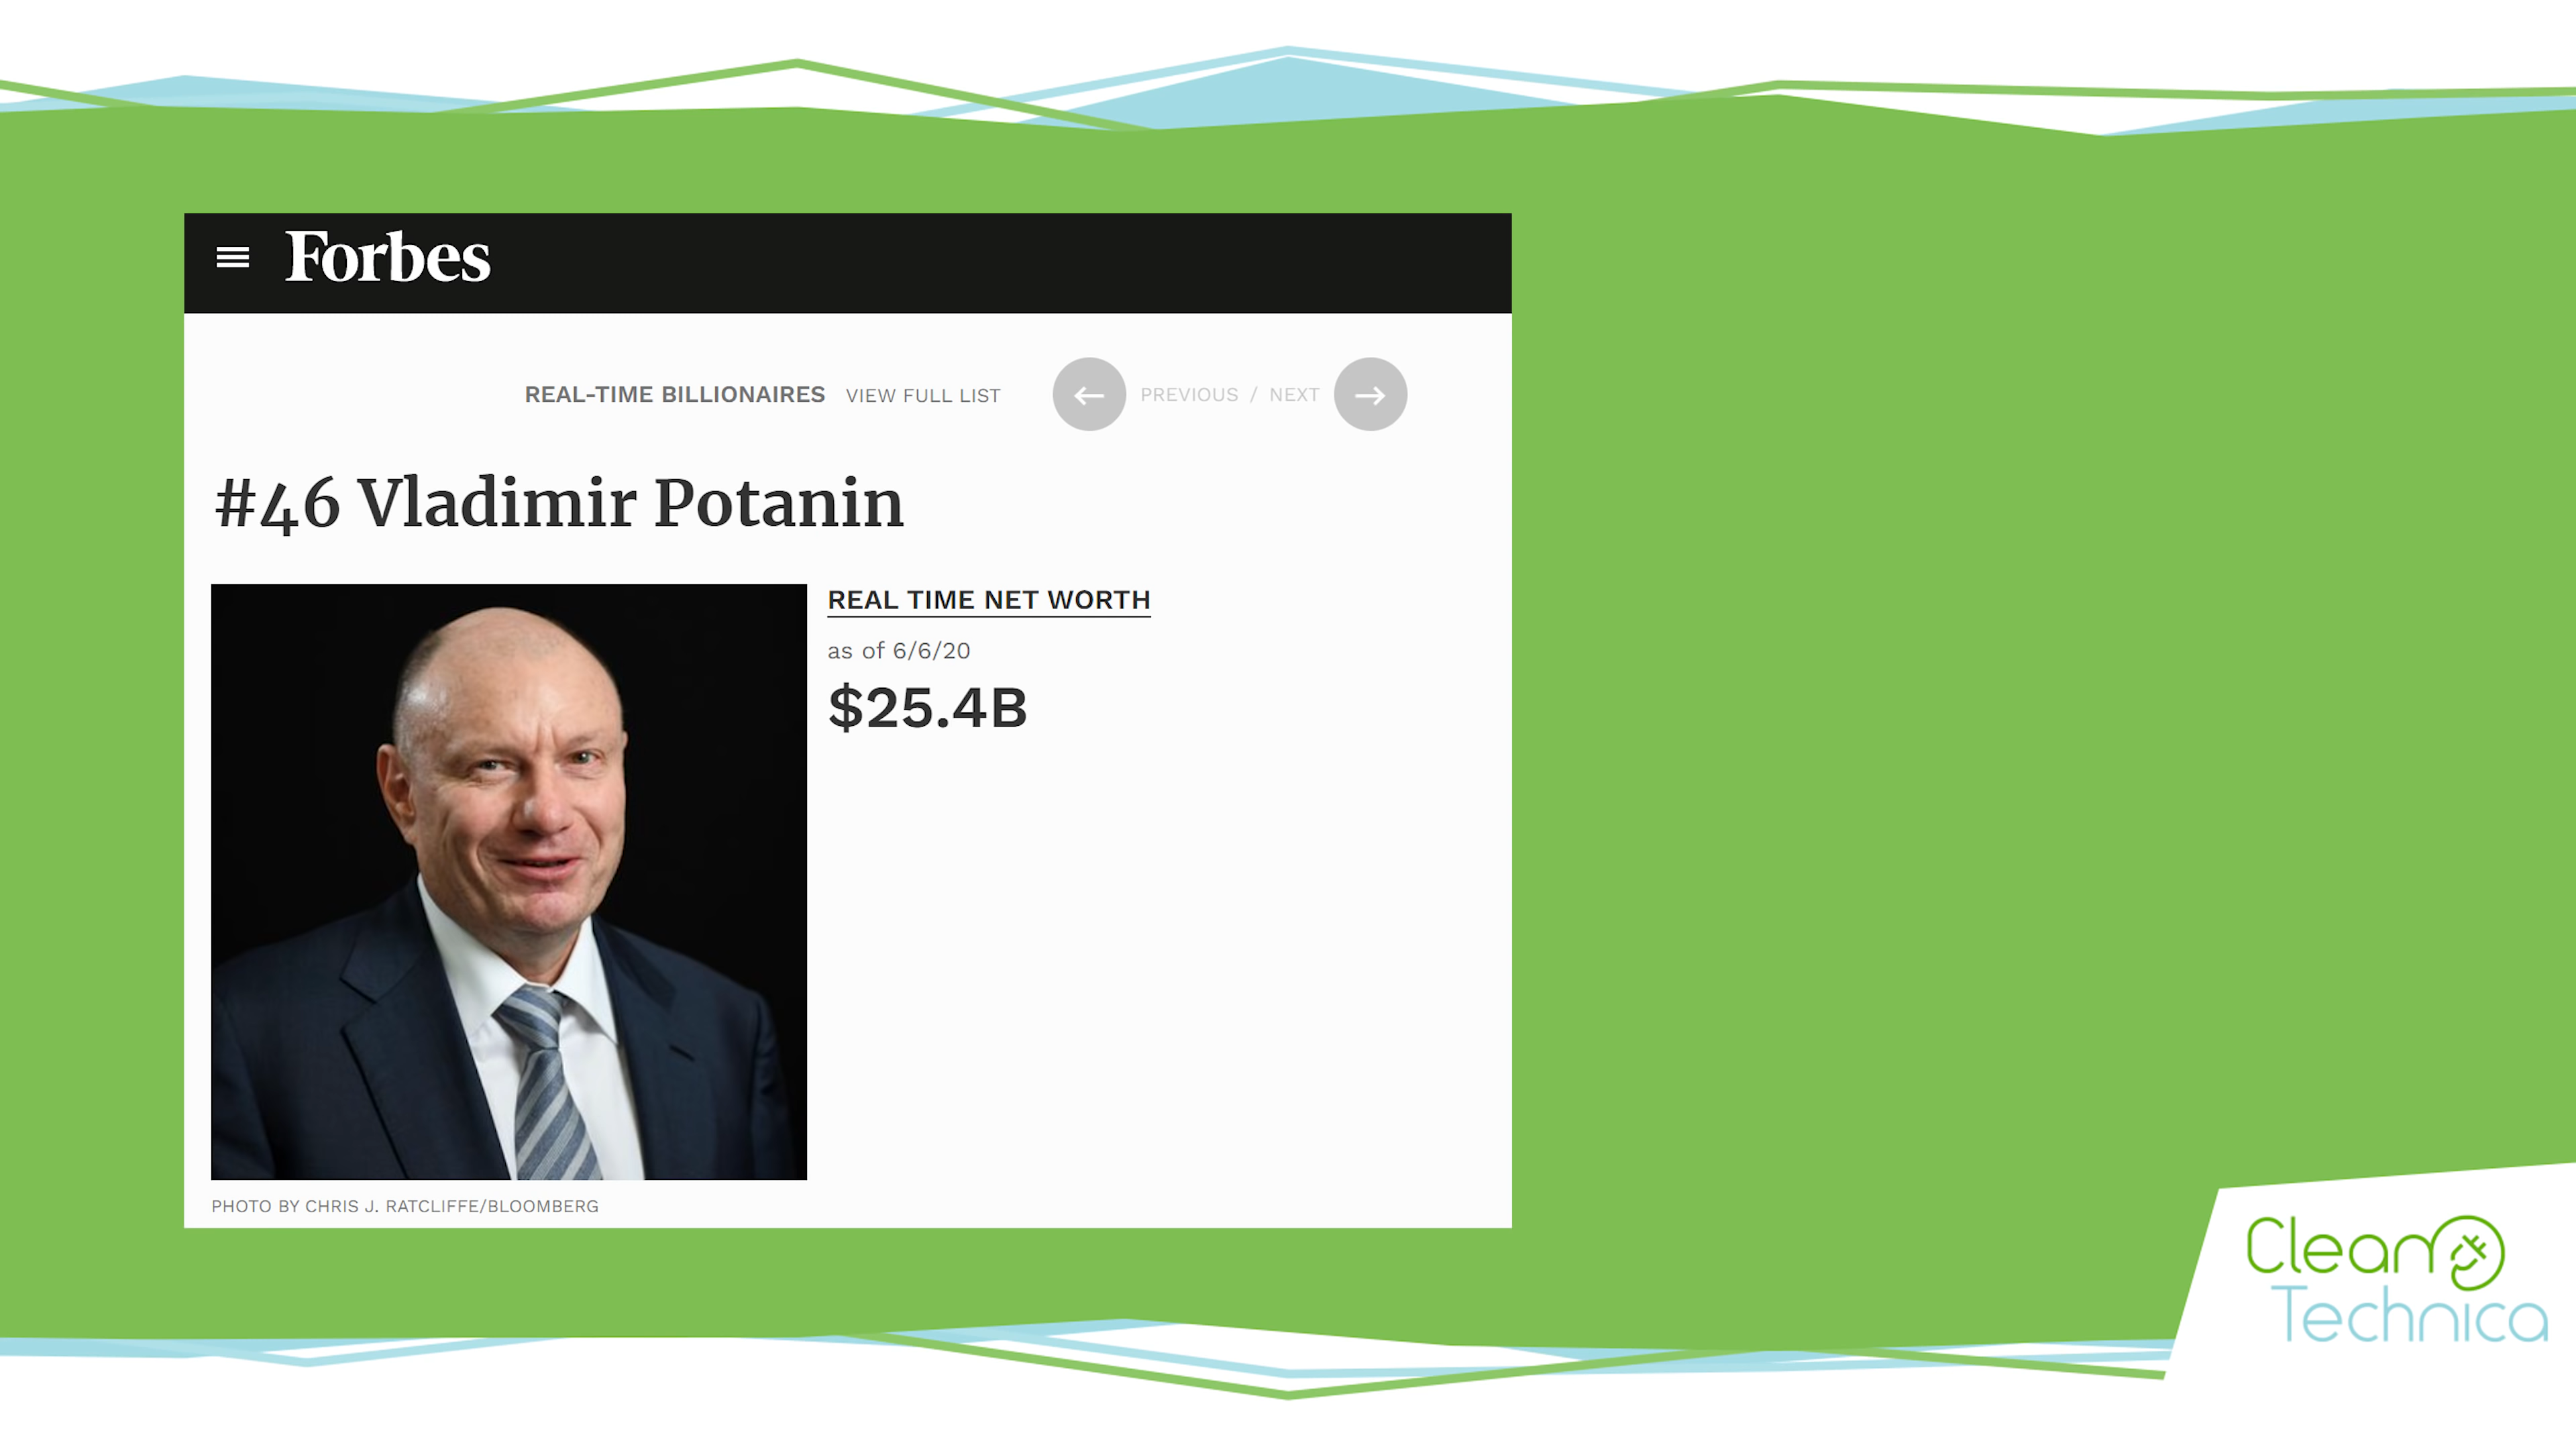 Forbes
REAL-TIME BILLIONAIRES VIEW FULL LIST PREVIOUS / NEXT
#46 Vladimir Potanin
REAL TIME NET WORTH
as of 6/6/20
$25.4B
PHOTO BY CHRIS J. RATCLIFFE/BLOOMBERG
Clean
Technica